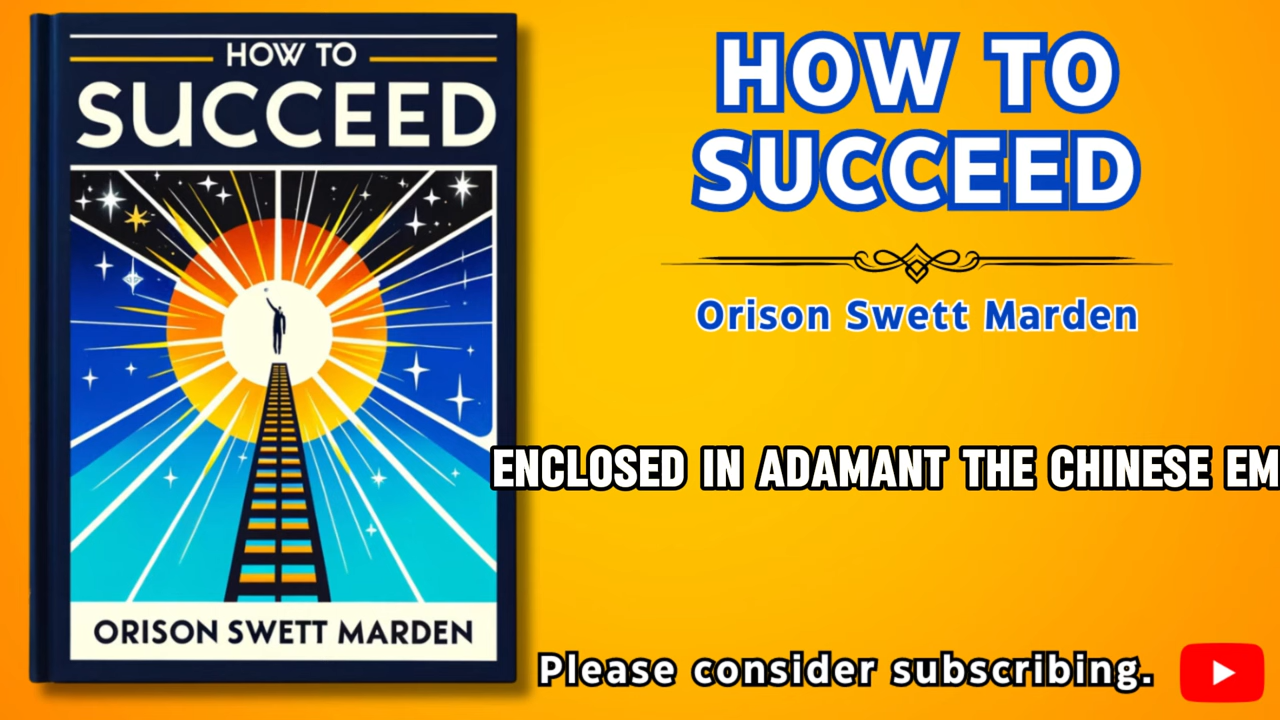 HOW TO
SUCCEED
ORISON SWETT MARDEN
HOW TO
SUCCEED
Orison Swett Marden
ENCLOSED IN ADAMANT THE CHINESE EM
Please consider subscribing.